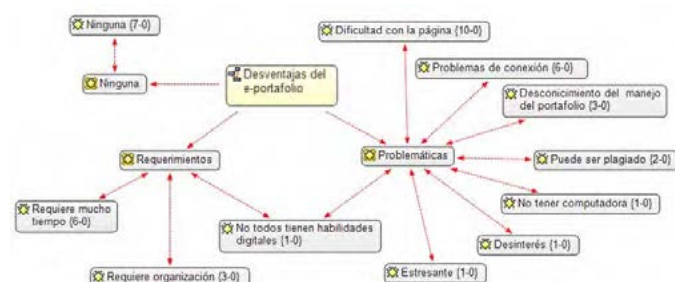 Ninguna {7-0}
Dificultad con la página {10-0}
Ninguna
Desventajas del
e-portafolio
Problemas de conexión {6-0}
Desconicimiento del manejo
del portafolio {3-0}
Requerimientos
Problemáticas
Puede ser plagiado {2-0}
Requiere mucho
tiempo {6-0}
No todos tienen habilidades
digitales {1-0}
No tener computadora {1-0}
Desinterés {1-0}
Requiere organización {3-0}
Estresante {1-0}